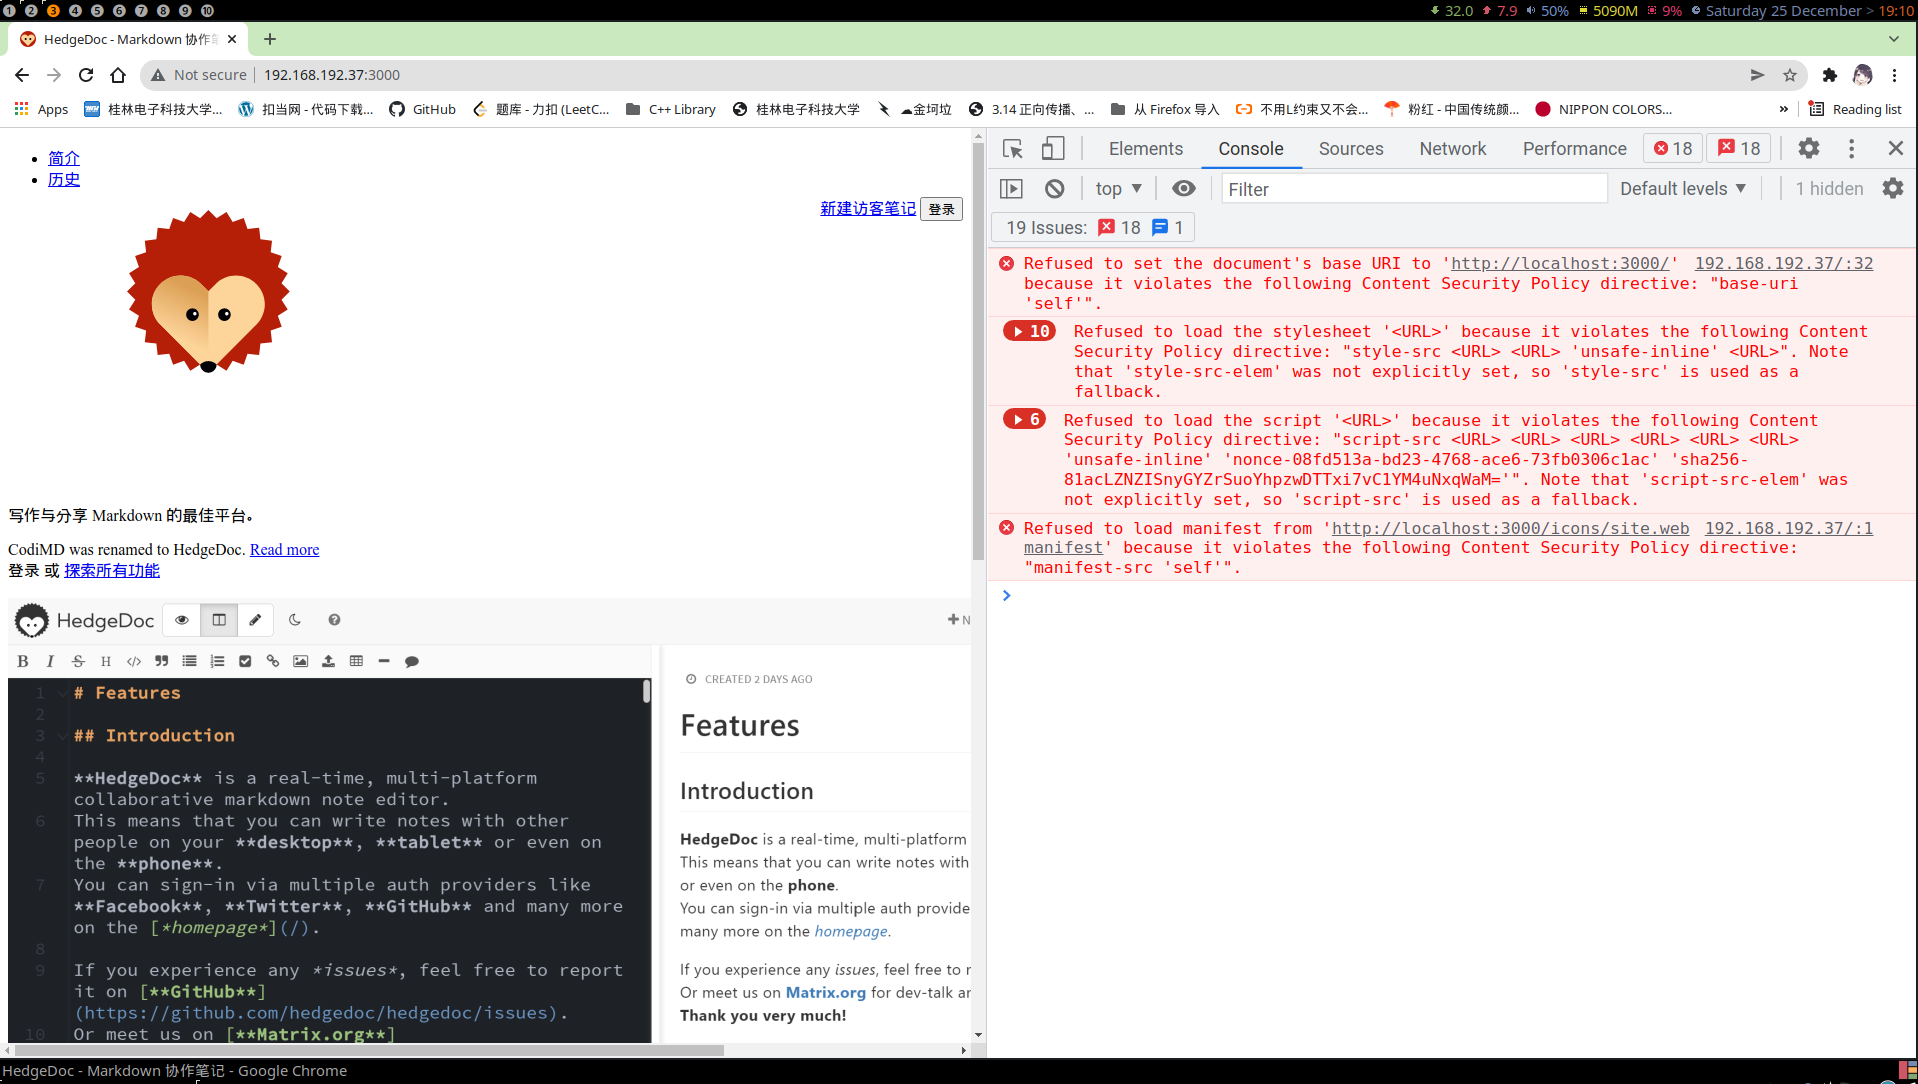 1 2 3 4 5 6 7 8 9 10
32.0 7.9 50% 5090M 9% Saturday 25 December > 19:10
HedgeDoc - Markdown 协作笔
Not secure | 192.168.192.37:3000
Apps 桂林电子科技大学... 扣当网 - 代码下载... GitHub 题库 - 力扣 (LeetC... C++ Library 桂林电子科技大学 ☁金坷垃 3.14 正向传播、... 从 Firefox 导入 不用L约束又不会... 粉红 - 中国传统颜... NIPPON COLORS... » Reading list
简介
历史
新建访客笔记 登录
写作与分享 Markdown 的最佳平台。
CodiMD was renamed to HedgeDoc. Read more
登录 或 探索所有功能
HedgeDoc + N
B I S H </>
1 # Features
2
3 ## Introduction
4
5 **HedgeDoc** is a real-time, multi-platform
collaborative markdown note editor.
6 This means that you can write notes with other
people on your **desktop**, **tablet** or even on
the **phone**.
7 You can sign-in via multiple auth providers like
**Facebook**, **Twitter**, **GitHub** and many more
on the [*homepage*](/).
8
9 If you experience any *issues*, feel free to report
it on [**GitHub**]
(https://github.com/hedgedoc/hedgedoc/issues).
10 Or meet us on [**Matrix.org**]
CREATED 2 DAYS AGO
Features
Introduction
HedgeDoc is a real-time, multi-platform
This means that you can write notes with
or even on the phone.
You can sign-in via multiple auth provide
many more on the homepage.
If you experience any issues, feel free to r
Or meet us on Matrix.org for dev-talk ar
Thank you very much!
Elements Console Sources Network Performance 18 18
top ▼ Filter Default levels ▼ 1 hidden
19 Issues: 18 1
Refused to set the document's base URI to 'http://localhost:3000/' 192.168.192.37/:32
because it violates the following Content Security Policy directive: "base-uri
'self'".
10 Refused to load the stylesheet '<URL>' because it violates the following Content
Security Policy directive: "style-src <URL> <URL> 'unsafe-inline' <URL>". Note
that 'style-src-elem' was not explicitly set, so 'style-src' is used as a
fallback.
6 Refused to load the script '<URL>' because it violates the following Content
Security Policy directive: "script-src <URL> <URL> <URL> <URL> <URL> <URL>
'unsafe-inline' 'nonce-08fd513a-bd23-4768-ace6-73fb0306c1ac' 'sha256-
81acLZNZISnyGYZrSuoYhpzwDTTxi7vC1YM4uNxqWaM='". Note that 'script-src-elem' was
not explicitly set, so 'script-src' is used as a fallback.
Refused to load manifest from 'http://localhost:3000/icons/site.web 192.168.192.37/:1
manifest' because it violates the following Content Security Policy directive:
"manifest-src 'self'".
HedgeDoc - Markdown 协作笔记 - Google Chrome